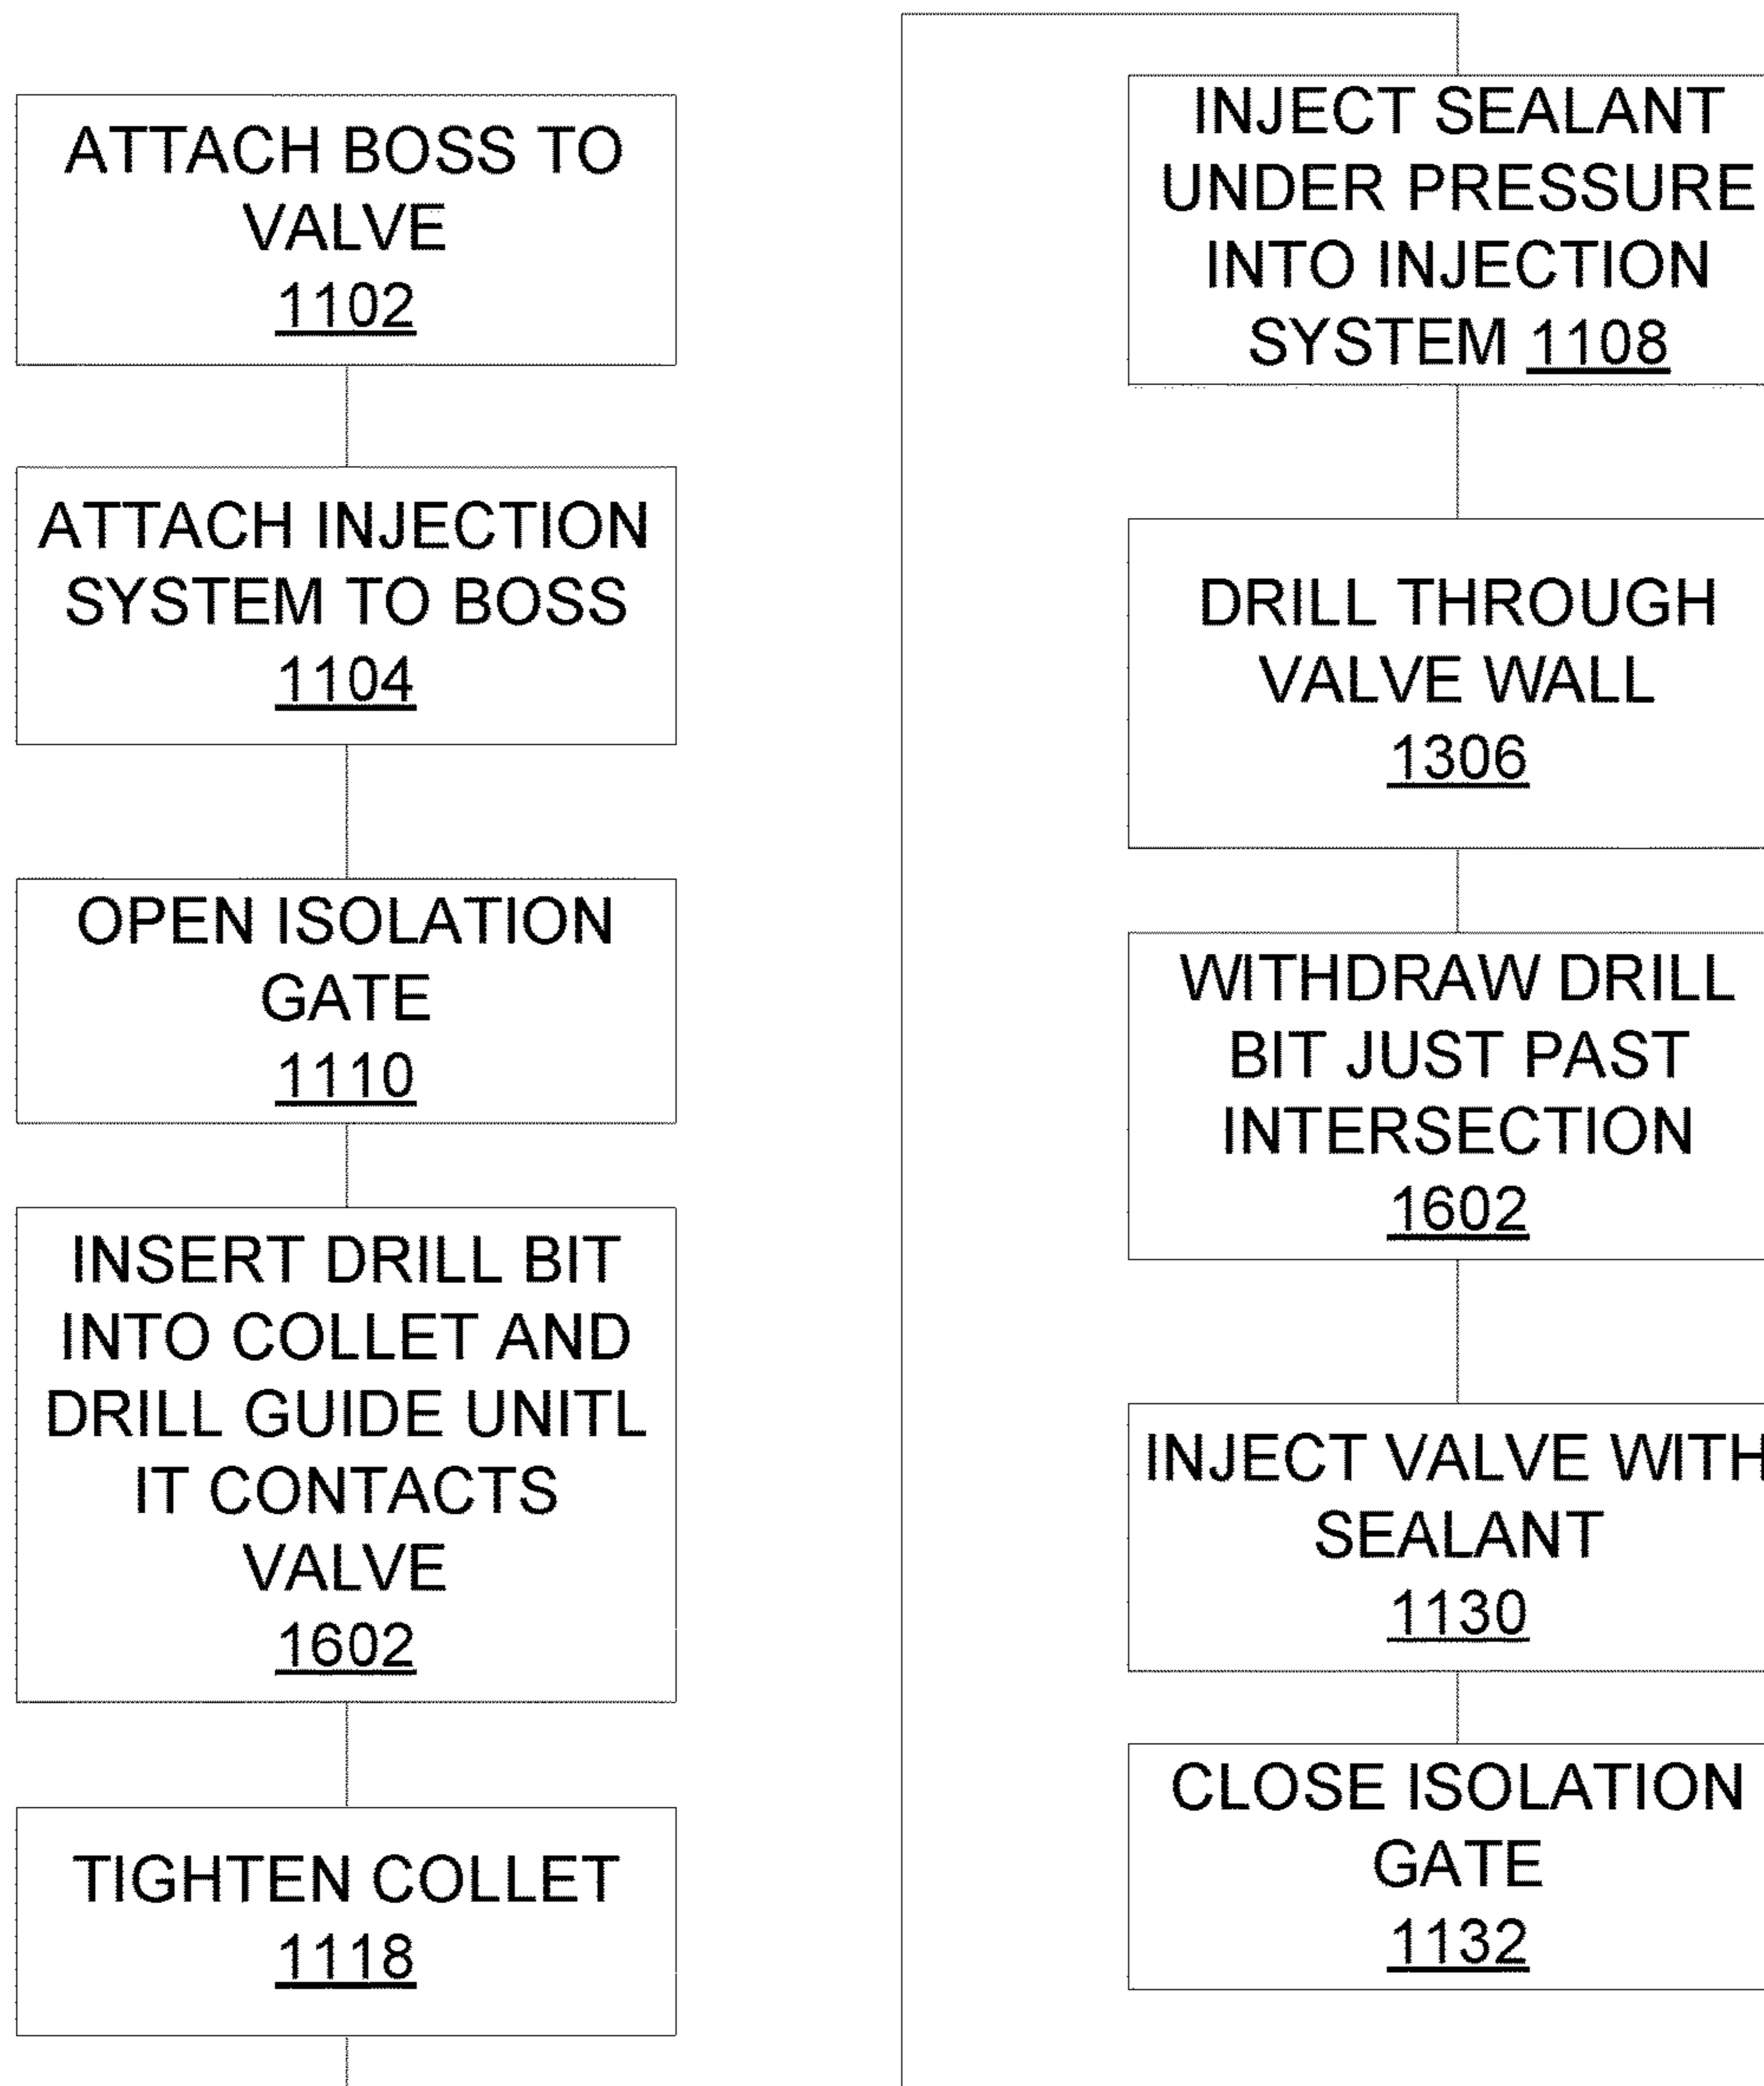 ATTACH BOSS TO
VALVE
1102
ATTACH INJECTION
SYSTEM TO BOSS
1104
OPEN ISOLATION
GATE
1110
INSERT DRILL BIT
INTO COLLET AND
DRILL GUIDE UNITL
IT CONTACTS
VALVE
1602
TIGHTEN COLLET
1118
INJECT SEALANT
UNDER PRESSURE
INTO INJECTION
SYSTEM 1108
DRILL THROUGH
VALVE WALL
1306
WITHDRAW DRILL
BIT JUST PAST
INTERSECTION
1602
INJECT VALVE WITH
SEALANT
1130
CLOSE ISOLATION
GATE
1132